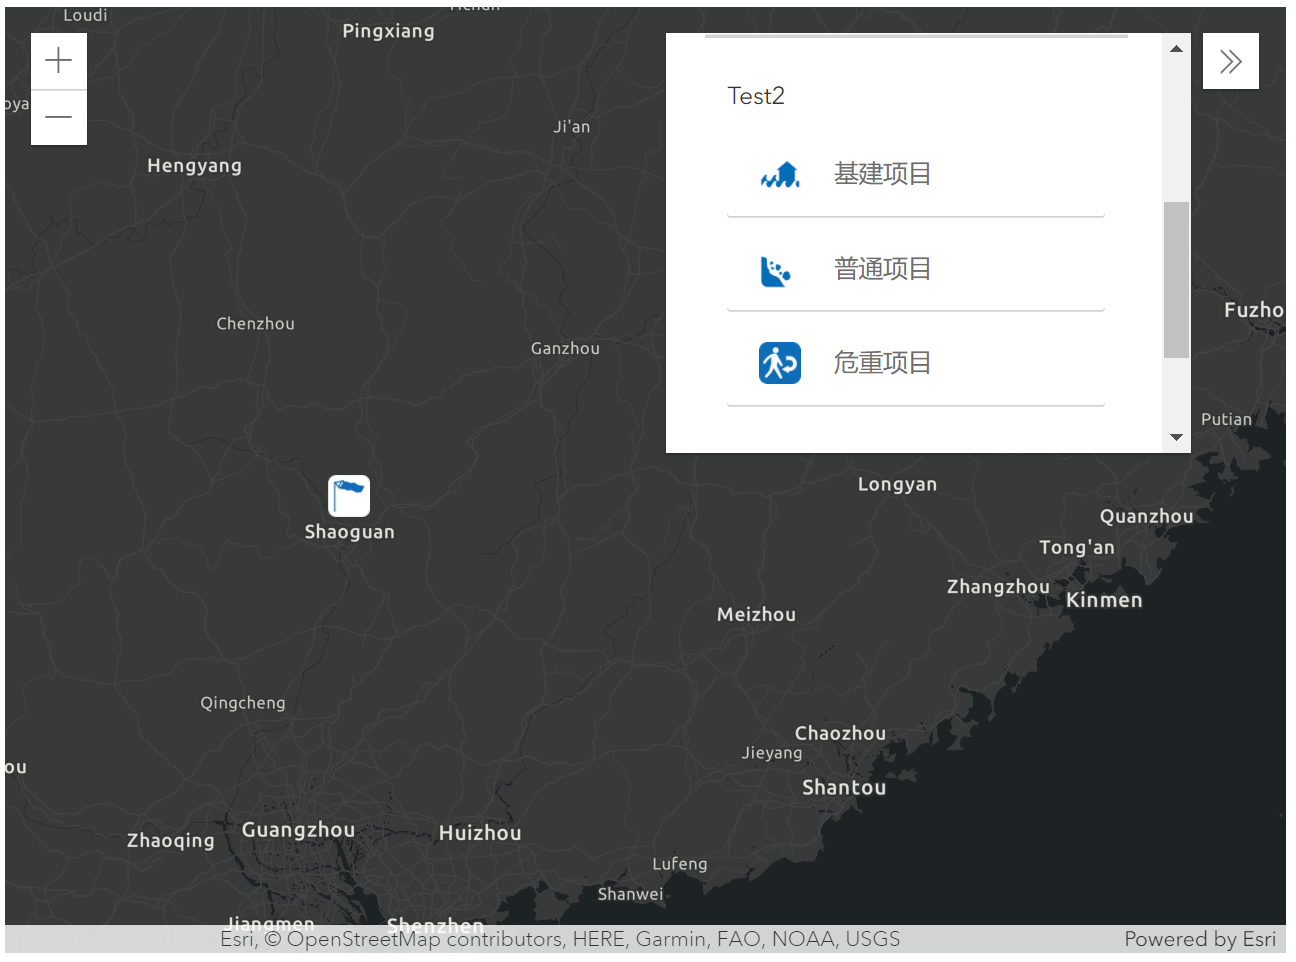 Loudi
Pingxiang
Ji'an
Hengyang
Test2
基建项目
普通项目
危重项目
Chenzhou
Ganzhou
Fuzho
Putian
Longyan
Quanzhou
Shaoguan
Tong'an
Zhangzhou
Kinmen
Meizhou
Qingcheng
Chaozhou
Jieyang
ou
Shantou
Guangzhou
Huizhou
Zhaoqing
Lufeng
Shanwei
Jiangmen
Shenzhen
Esri, © OpenStreetMap contributors, HERE, Garmin, FAO, NOAA, USGS
Powered by Esri